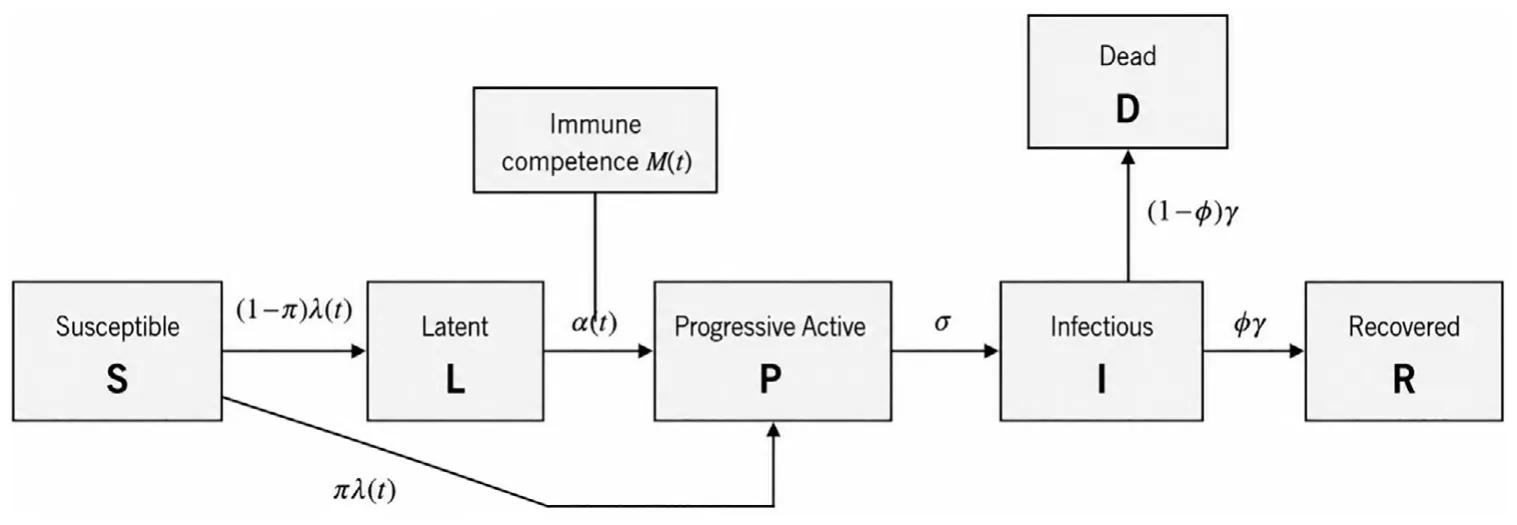 Dead
D
Immune
competence M(t)
(1−ϕ)γ
Susceptible
S
(1−π)λ(t)
Latent
L
α(t)
Progressive Active
P
σ
Infectious
I
ϕγ
Recovered
R
πλ(t)